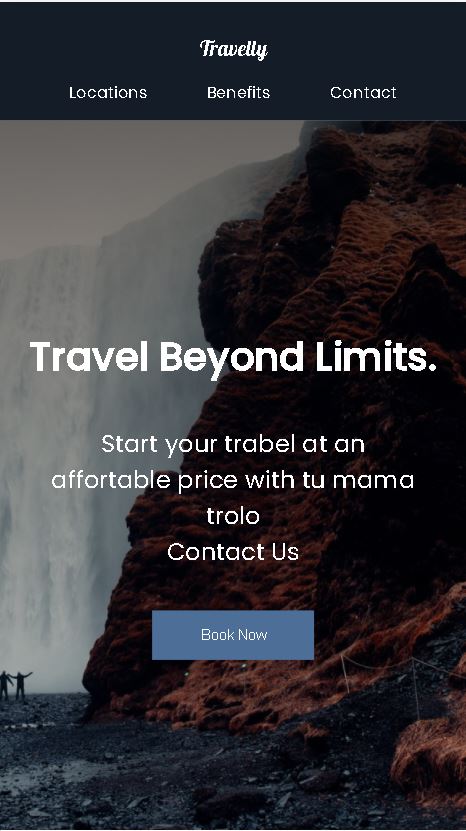 Travelly
Locations Benefits Contact
Travel Beyond Limits.
Start your trabel at an
affortable price with tu mama
trolo
Contact Us
Book Now